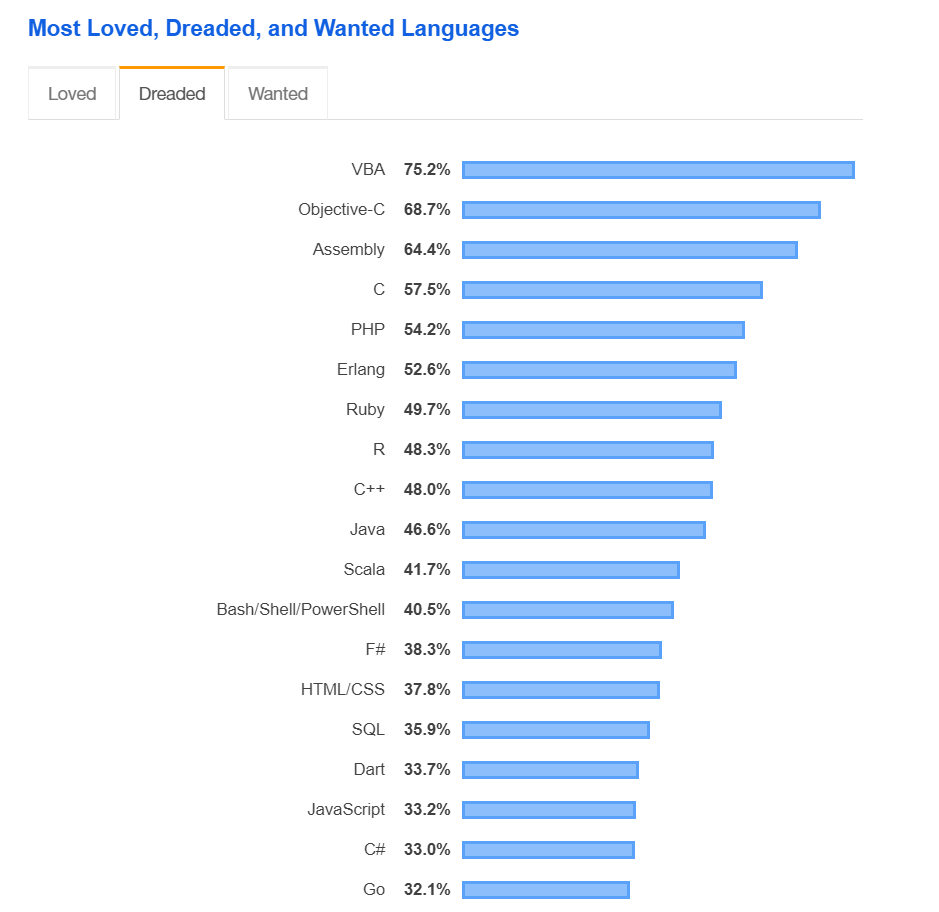 Most Loved, Dreaded, and Wanted Languages
Loved Dreaded Wanted
VBA 75.2%
Objective-C 68.7%
Assembly 64.4%
C 57.5%
PHP 54.2%
Erlang 52.6%
Ruby 49.7%
R 48.3%
C++ 48.0%
Java 46.6%
Scala 41.7%
Bash/Shell/PowerShell 40.5%
F# 38.3%
HTML/CSS 37.8%
SQL 35.9%
Dart 33.7%
JavaScript 33.2%
C# 33.0%
Go 32.1%